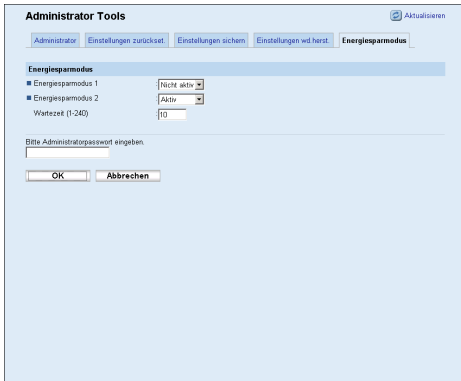 Administrator Tools
Aktualisieren
Administrator Einstellungen zurückset. Einstellungen sichern Einstellungen wd.herst. Energiesparmodus
Energiesparmodus
Energiesparmodus 1 : Nicht aktiv
Energiesparmodus 2 : Aktiv
Wartezeit (1-240) : 10
Bitte Administratorpasswort eingeben.
OK Abbrechen